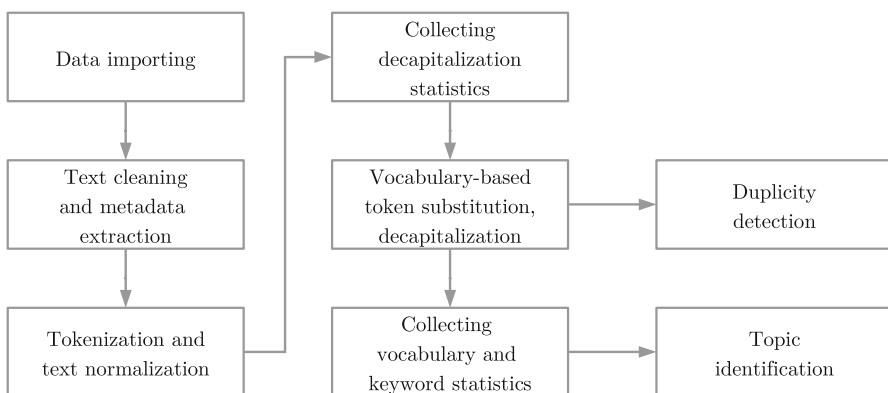 Data importing
Text cleaning
and metadata
extraction
Tokenization and
text normalization
Collecting
decapitalization
statistics
Vocabulary-based
token substitution,
decapitalization
Collecting
vocabulary and
keyword statistics
Duplicity
detection
Topic
identification